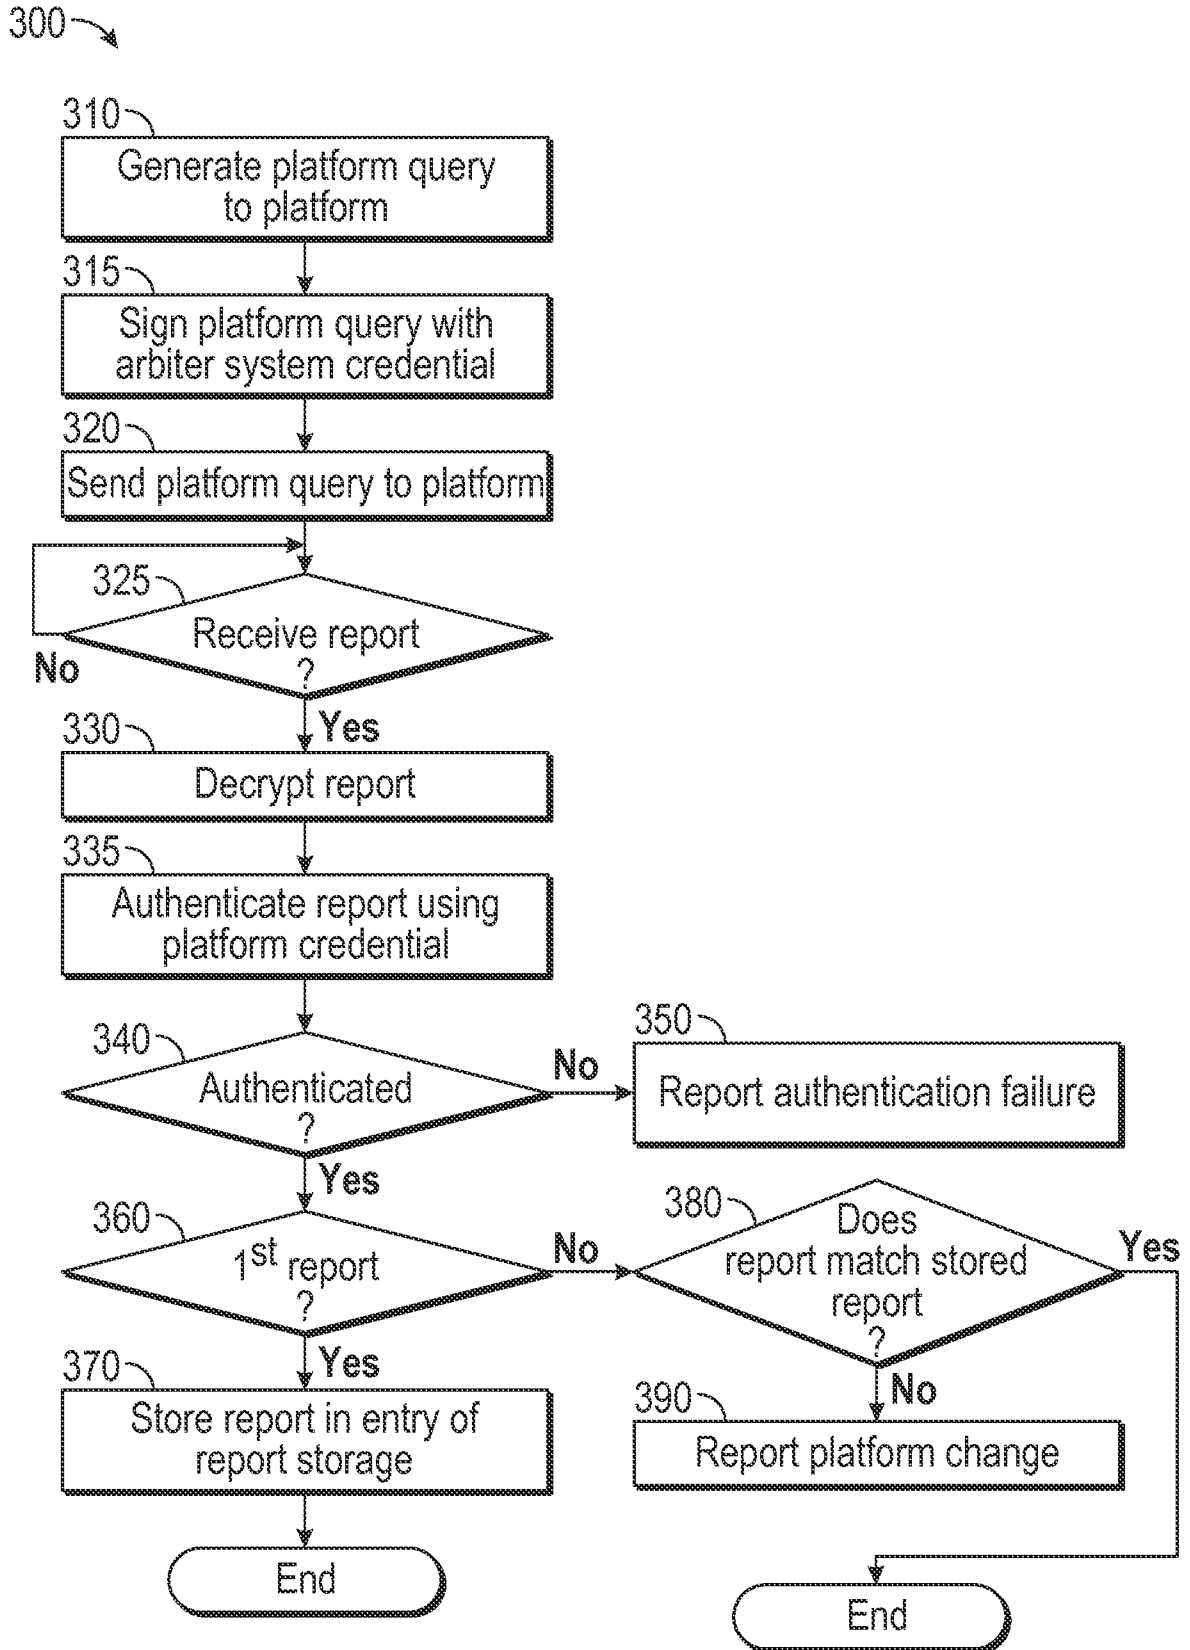 300
310
Generate platform query
to platform
315
Sign platform query with
arbiter system credential
320
Send platform query to platform
325
Receive report
?
No
Yes
330
Decrypt report
335
Authenticate report using
platform credential
340
Authenticated
?
No
350
Report authentication failure
Yes
360
1st report
?
No
380
Does
report match stored
report
?
Yes
Yes
370
Store report in entry of
report storage
No
390
Report platform change
End
End